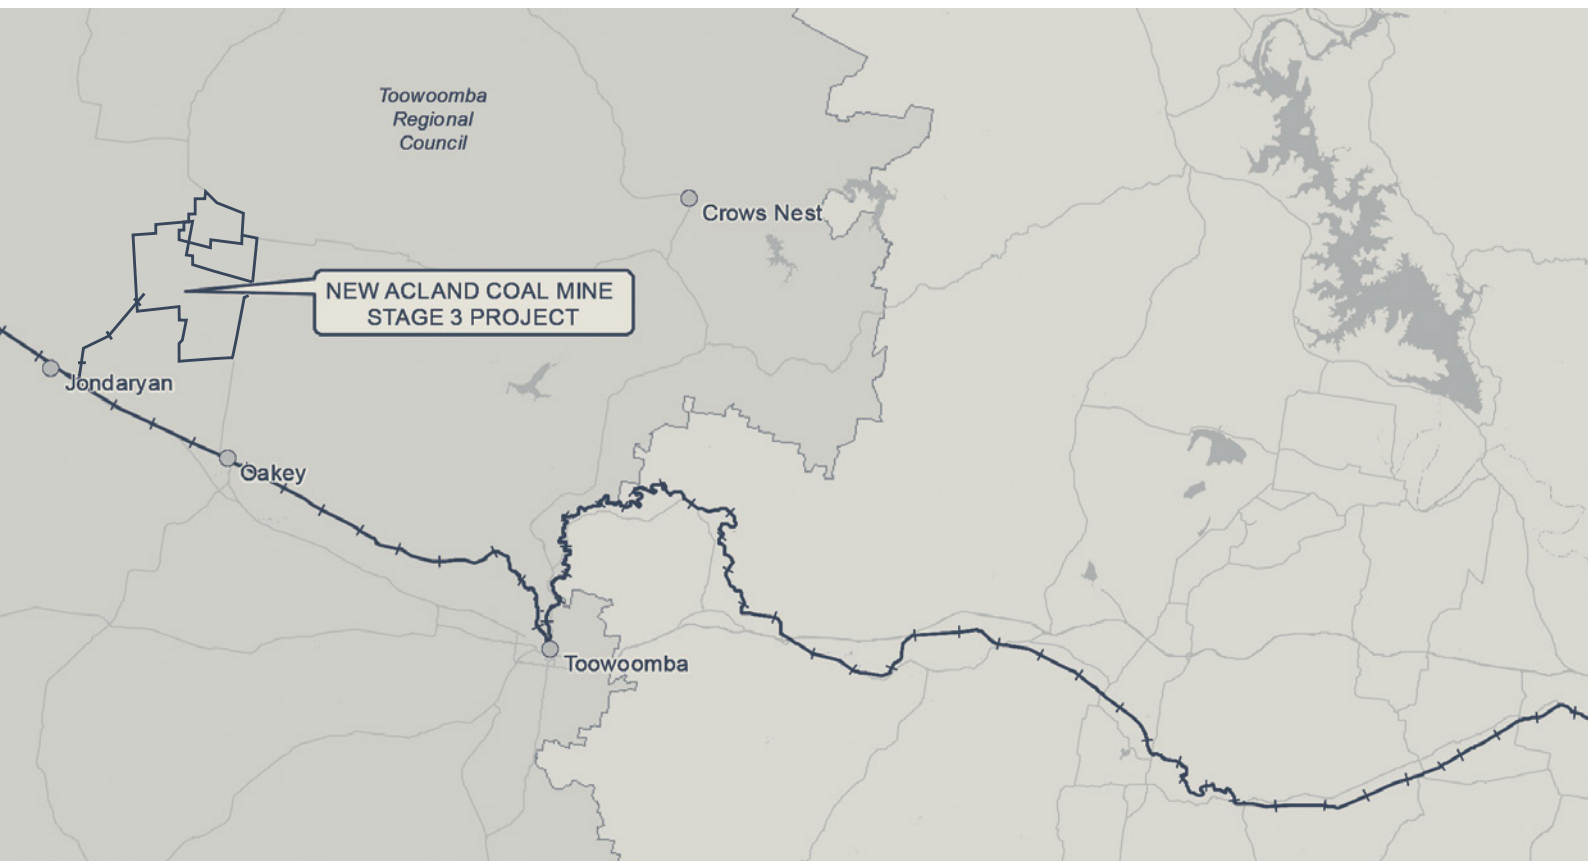 Toowoomba
Regional
Council
Crows Nest
NEW ACLAND COAL MINE
STAGE 3 PROJECT
Jondaryan
Oakey
Toowoomba